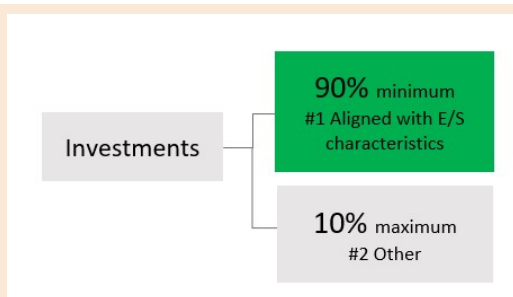 Investments
90% minimum
#1 Aligned with E/S
characteristics
10% maximum
#2 Other